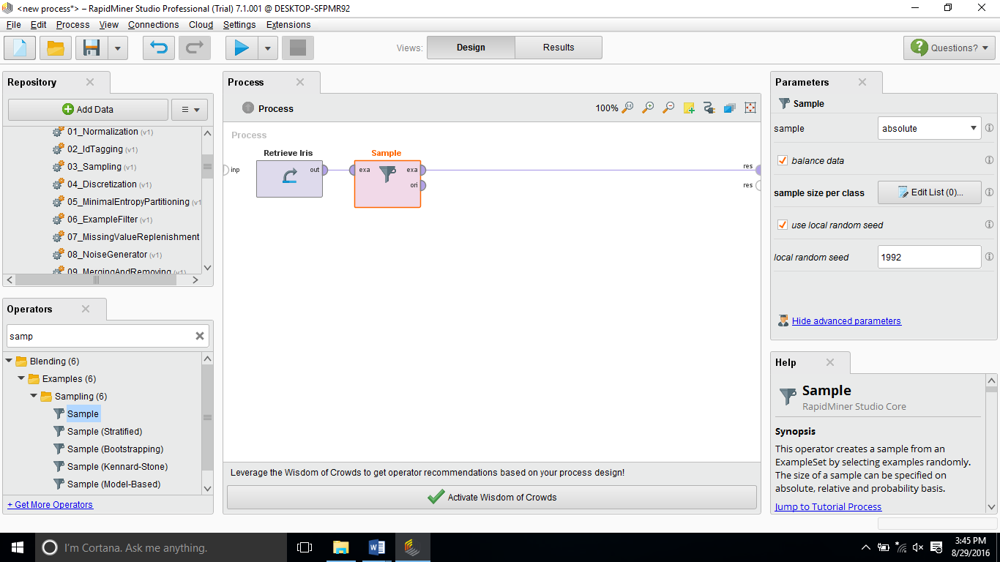 <new process*> – RapidMiner Studio Professional (Trial) 7.1.001 @ DESKTOP-SFPMR92
File Edit Process View Connections Cloud Settings Extensions
Views: Design Results Questions?
Repository
Add Data
01_Normalization (v1)
02_IdTagging (v1)
03_Sampling (v1)
04_Discretization (v1)
05_MinimalEntropyPartitioning (v1
06_ExampleFilter (v1)
07_MissingValueReplenishment
08_NoiseGenerator (v1)
09_MergingAndRemoving (v1)
Operators
samp
Blending (6)
Examples (6)
Sampling (6)
Sample
Sample (Stratified)
Sample (Bootstrapping)
Sample (Kennard-Stone)
Sample (Model-Based)
+ Get More Operators
Process
Process 100%
Process
Retrieve Iris Sample
inp out exa exa res
ori res
Leverage the Wisdom of Crowds to get operator recommendations based on your process design!
Activate Wisdom of Crowds
Parameters
Sample
sample absolute
balance data
sample size per class Edit List (0)...
use local random seed
local random seed 1992
Hide advanced parameters
Help
Sample
RapidMiner Studio Core
Synopsis
This operator creates a sample from an
ExampleSet by selecting examples randomly.
The size of a sample can be specified on
absolute, relative and probability basis.
Jump to Tutorial Process
I'm Cortana. Ask me anything.
3:45 PM
8/29/2016